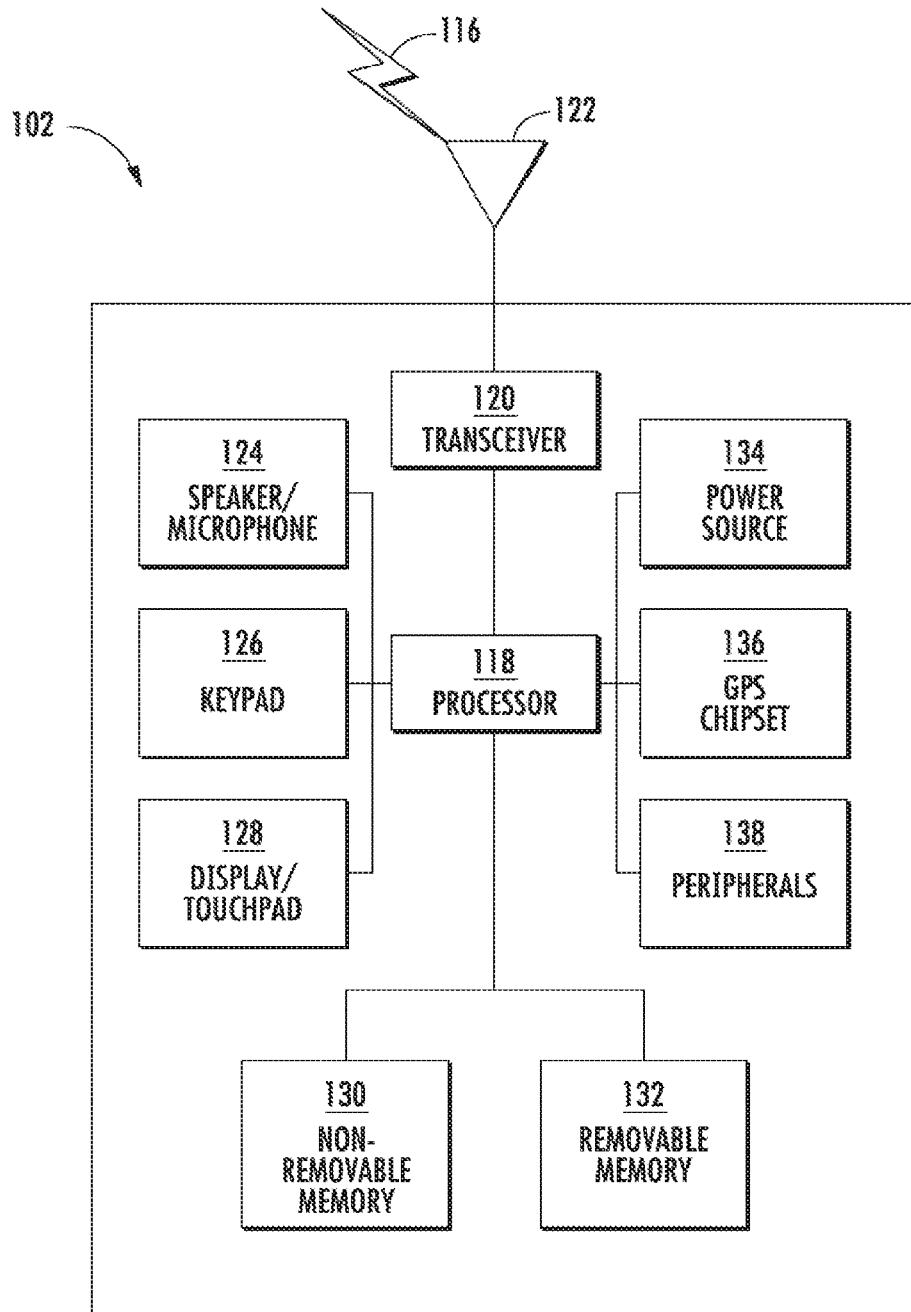 116
122
102
120
TRANSCEIVER
124
SPEAKER/
MICROPHONE
134
POWER
SOURCE
126
KEYPAD
118
PROCESSOR
136
GPS
CHIPSET
128
DISPLAY/
TOUCHPAD
138
PERIPHERALS
130
NON-
REMOVABLE
MEMORY
132
REMOVABLE
MEMORY